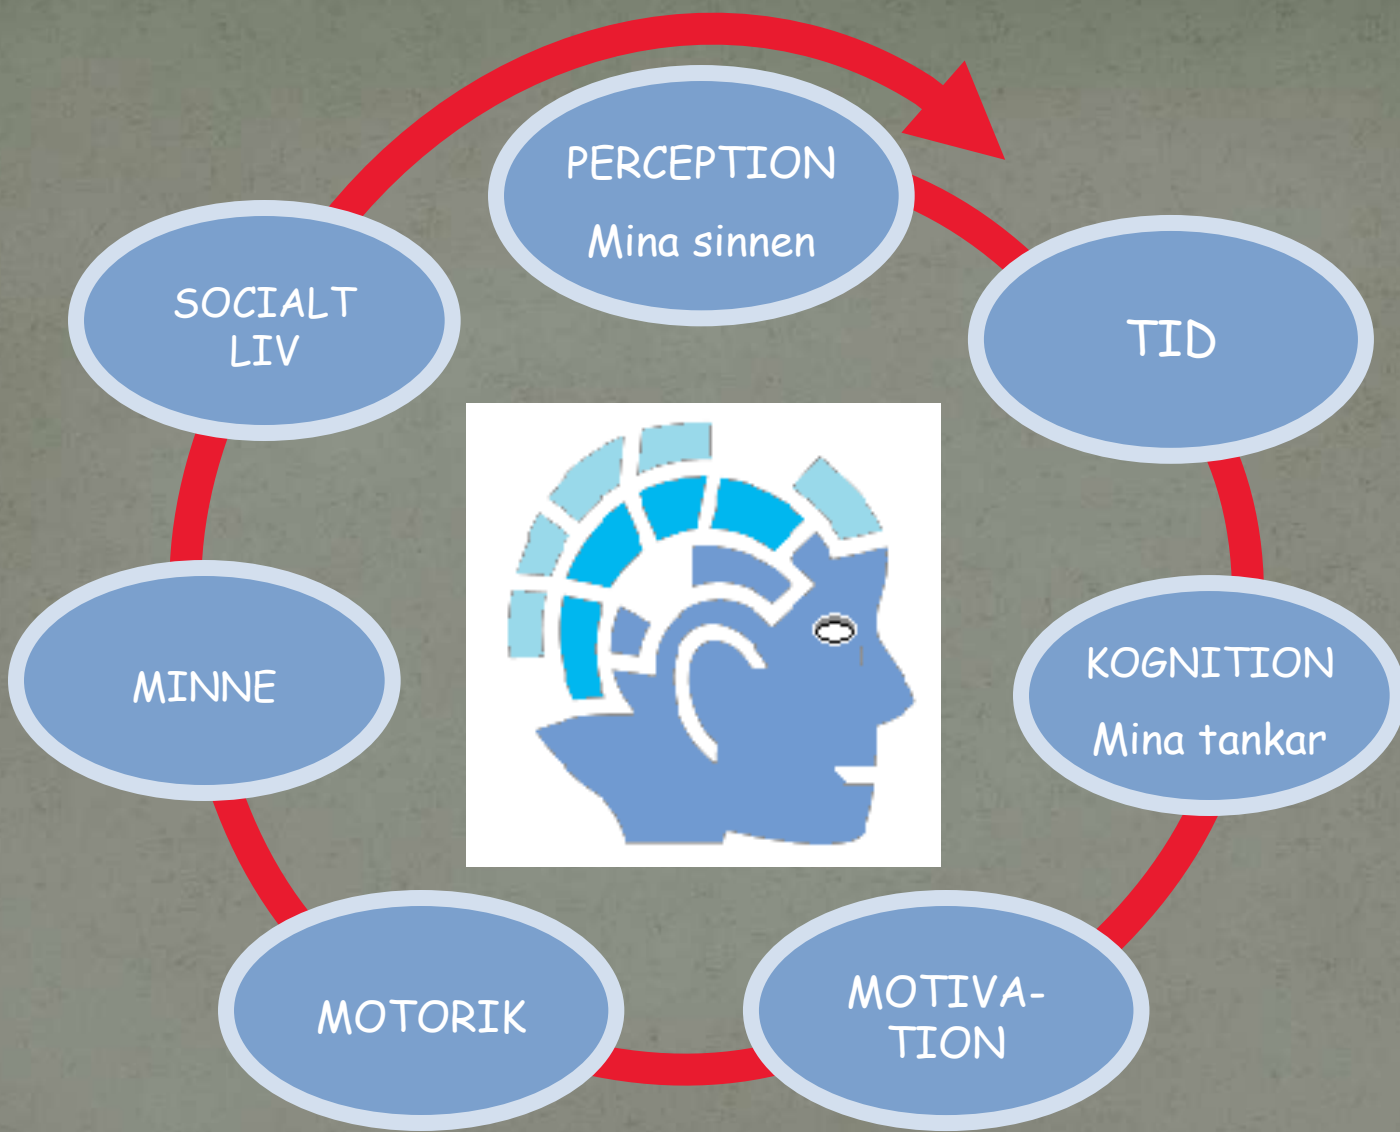 PERCEPTION
Mina sinnen
TID
KOGNITION
Mina tankar
MOTIVA-
TION
MOTORIK
MINNE
SOCIALT
LIV